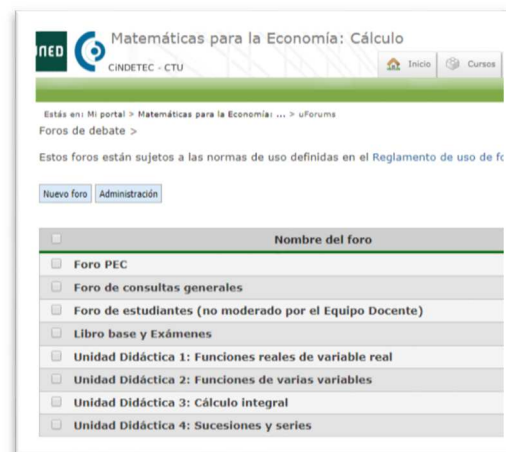 UNED
Matemáticas para la Economía: Cálculo
CiNDETEC - CTU
Inicio
Cursos
Estás en: Mi portal > Matemáticas para la Economía: ... > uForums
Foros de debate >
Estos foros están sujetos a las normas de uso definidas en el Reglamento de uso de fo
Nuevo foro
Administración
Nombre del foro
Foro PEC
Foro de consultas generales
Foro de estudiantes (no moderado por el Equipo Docente)
Libro base y Exámenes
Unidad Didáctica 1: Funciones reales de variable real
Unidad Didáctica 2: Funciones de varias variables
Unidad Didáctica 3: Cálculo integral
Unidad Didáctica 4: Sucesiones y series